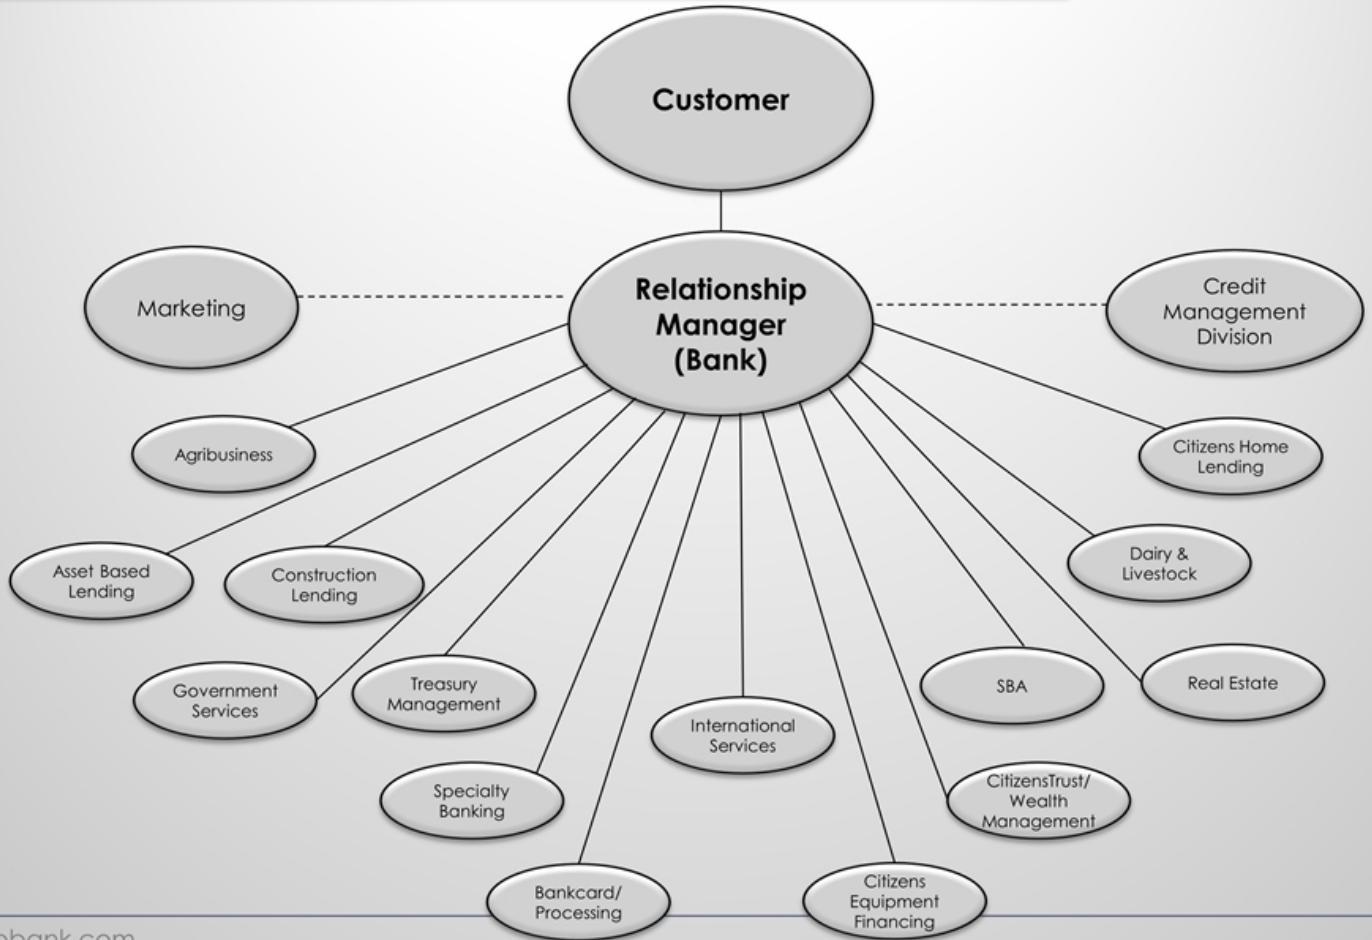 Customer
Relationship
Manager
(Bank)
Marketing
Credit
Management
Division
Agribusiness
Citizens Home
Lending
Asset Based
Lending
Construction
Lending
Dairy &
Livestock
Government
Services
Treasury
Management
International
Services
SBA
Real Estate
Specialty
Banking
CitizensTrust/
Wealth
Management
Bankcard/
Processing
Citizens
Equipment
Financing